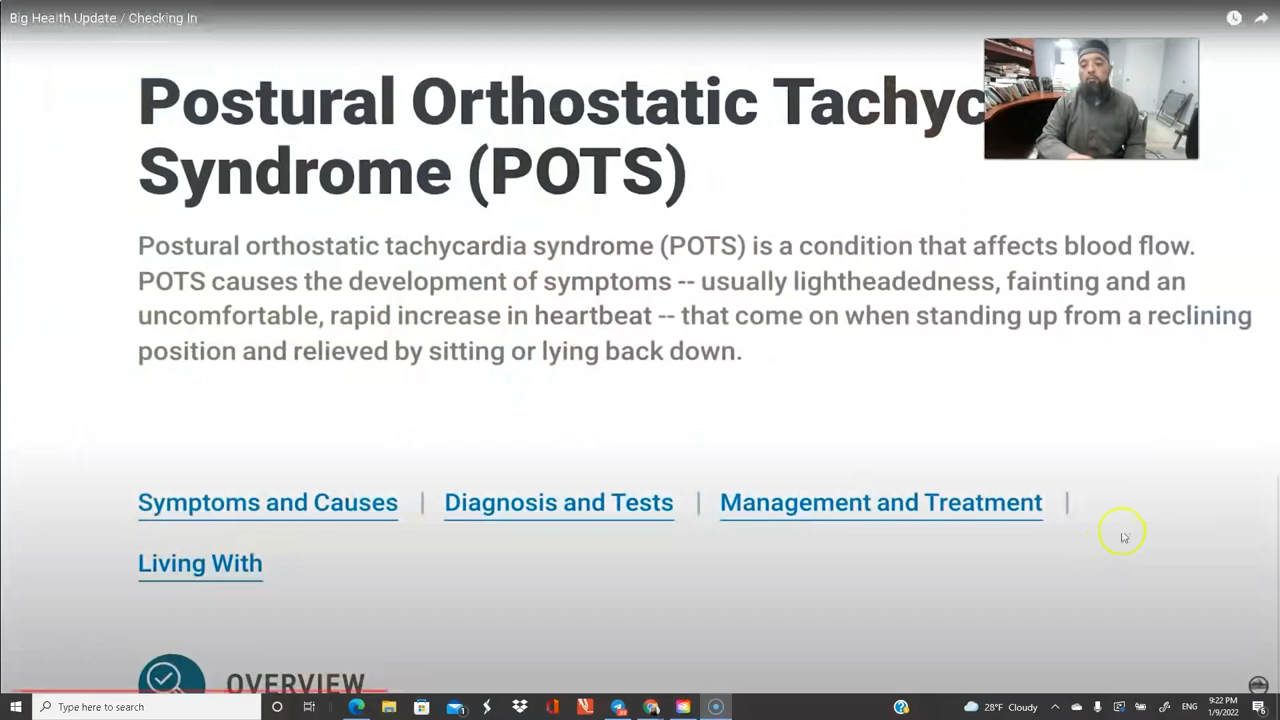 Big Health Update / Checking In
Postural Orthostatic Tachyc
Syndrome (POTS)
Postural orthostatic tachycardia syndrome (POTS) is a condition that affects blood flow.
POTS causes the development of symptoms -- usually lightheadedness, fainting and an
uncomfortable, rapid increase in heartbeat -- that come on when standing up from a reclining
position and relieved by sitting or lying back down.
Symptoms and Causes | Diagnosis and Tests | Management and Treatment |
Living With
OVERVIEW
Type here to search
28°F Cloudy
ENG
9:22 PM
1/9/2022